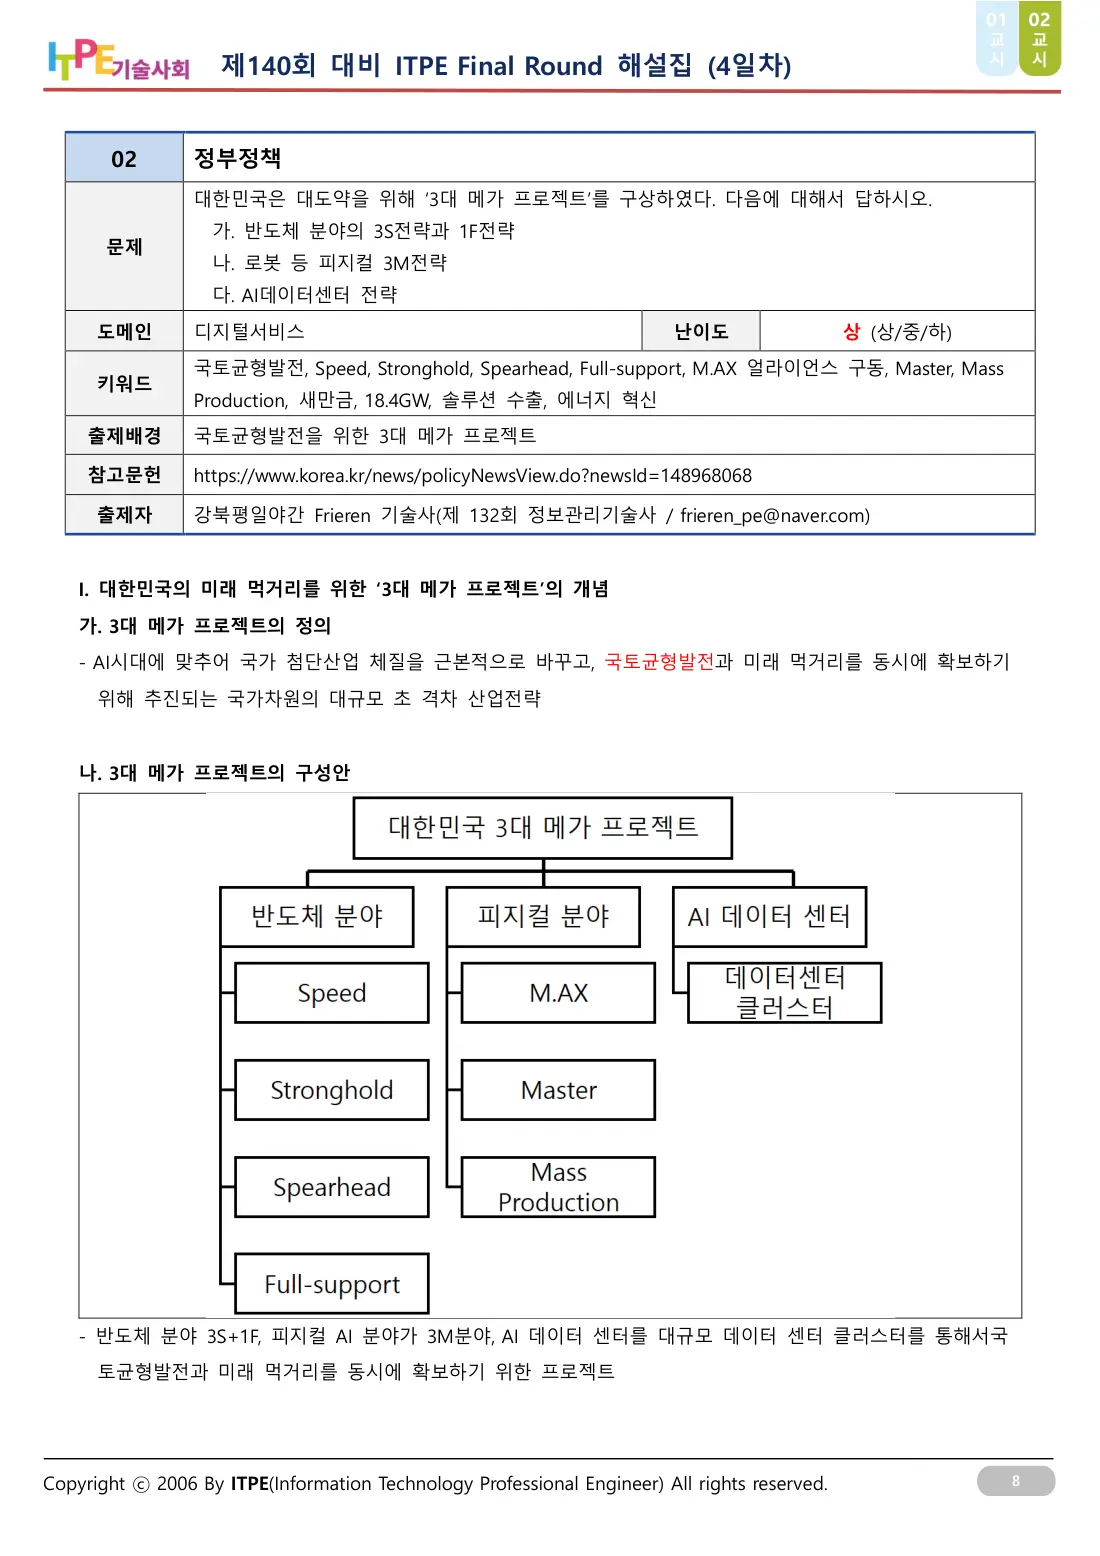 ITPE기술사회 제140회 대비 ITPE Final Round 해설집 (4일차)
01 교시
02 교시
02 정부정책
문제
대한민국은 대도약을 위해 ‘3대 메가 프로젝트’를 구상하였다. 다음에 대해서 답하시오.
가. 반도체 분야의 3S전략과 1F전략
나. 로봇 등 피지컬 3M전략
다. AI데이터센터 전략
도메인 디지털서비스 난이도 상 (상/중/하)
키워드
국토균형발전, Speed, Stronghold, Spearhead, Full-support, M.AX 얼라이언스 구동, Master, Mass
Production, 새만금, 18.4GW, 솔루션 수출, 에너지 혁신
출제배경 국토균형발전을 위한 3대 메가 프로젝트
참고문헌 https://www.korea.kr/news/policyNewsView.do?newsId=148968068
출제자 강북평일야간 Frieren 기술사(제 132회 정보관리기술사 / frieren_pe@naver.com)
I. 대한민국의 미래 먹거리를 위한 ‘3대 메가 프로젝트’의 개념
가. 3대 메가 프로젝트의 정의
- AI시대에 맞추어 국가 첨단산업 체질을 근본적으로 바꾸고, 국토균형발전과 미래 먹거리를 동시에 확보하기
위해 추진되는 국가차원의 대규모 초 격차 산업전략
나. 3대 메가 프로젝트의 구성안
대한민국 3대 메가 프로젝트
반도체 분야
Speed
Stronghold
Spearhead
Full-support
피지컬 분야
M.AX
Master
Mass
Production
AI 데이터 센터
데이터센터
클러스터
- 반도체 분야 3S+1F, 피지컬 AI 분야가 3M분야, AI 데이터 센터를 대규모 데이터 센터 클러스터를 통해서국
토균형발전과 미래 먹거리를 동시에 확보하기 위한 프로젝트
Copyright ⓒ 2006 By ITPE(Information Technology Professional Engineer) All rights reserved.
8